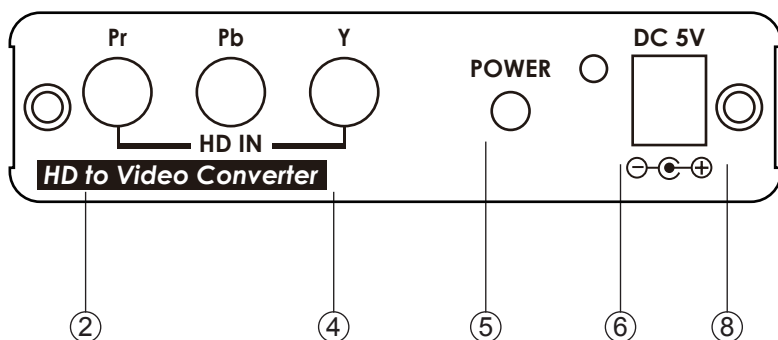 Pr Pb Y DC 5V
POWER
HD IN
HD to Video Converter
② ④ ⑤ ⑥ ⑧